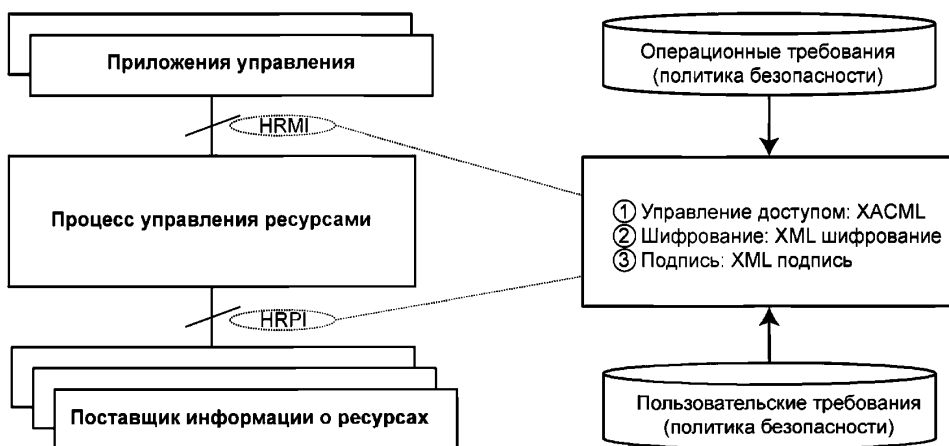 Приложения управления
HRMI
Процесс управления ресурсами
HRPI
Поставщик информации о ресурсах
Операционные требования
(политика безопасности)
① Управление доступом: XACML
② Шифрование: XML шифрование
③ Подпись: XML подпись
Пользовательские требования
(политика безопасности)